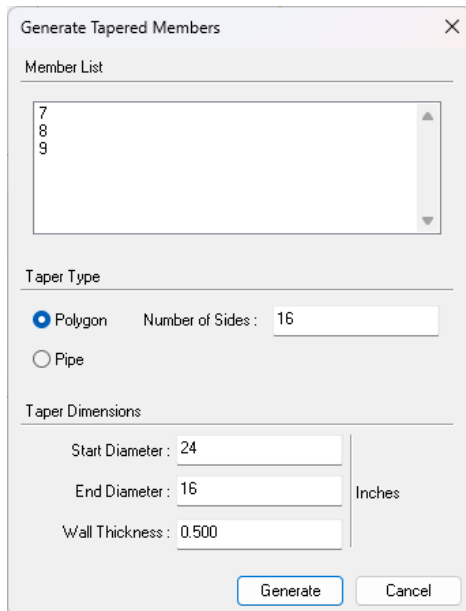 Generate Tapered Members
Member List
7
8
9
Taper Type
Polygon Number of Sides : 16
Pipe
Taper Dimensions
Start Diameter : 24
End Diameter : 16 Inches
Wall Thickness : 0.500
Generate Cancel